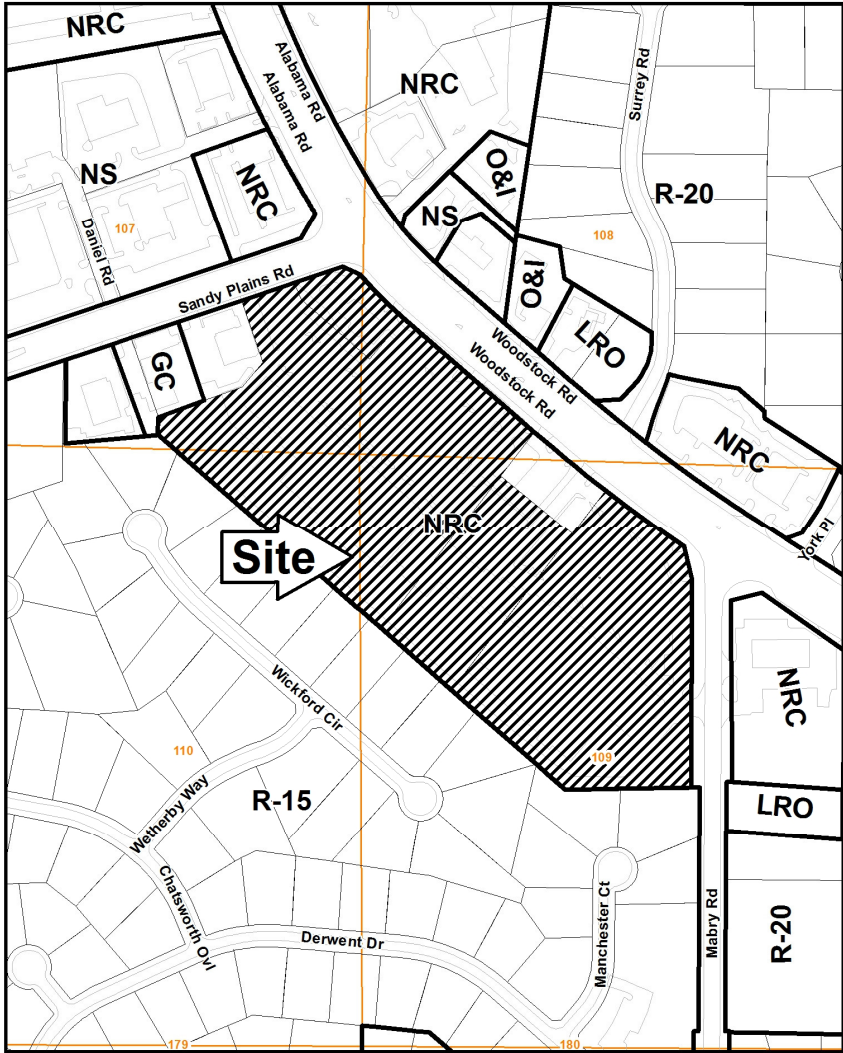 NRC
Alabama Rd
Alabama Rd
NRC
Surrey Rd
NS
NRC
O&I
R-20
NS
107
Daniel Rd
108
Sandy Plains Rd
O&I
LRO
Woodstock Rd
Woodstock Rd
GC
NRC
NRC
York Pl
Site
NRC
Wickford Cir
110
109
R-15
LRO
Wetherby Way
Chatsworth Ovl
Manchester Ct
Mabry Rd
R-20
Derwent Dr
179
180